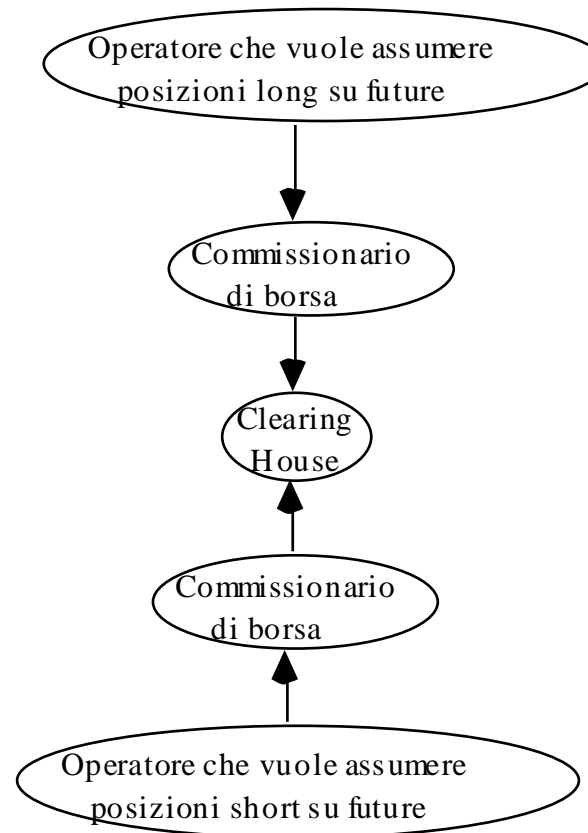 Operatore che vuole assumere
posizioni long su future
Commissionario
di borsa
Clearing
House
Commissionario
di borsa
Operatore che vuole assumere
posizioni short su future